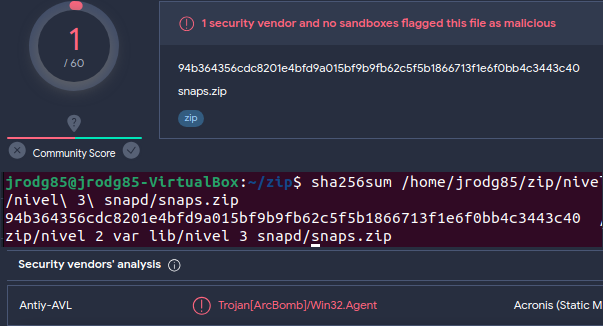 1
/ 60
1 security vendor and no sandboxes flagged this file as malicious
94b364356cdc8201e4bfd9a015bf9b9fb62c5f5b1866713f1e6f0bb4c3443c40
snaps.zip
zip
?
Community Score
jrodg85@jrodg85-VirtualBox:~/zip$ sha256sum /home/jrodg85/zip/nive
/nivel\ 3\ snapd/snaps.zip
94b364356cdc8201e4bfd9a015bf9b9fb62c5f5b1866713f1e6f0bb4c3443c40 /
zip/nivel 2 var lib/nivel 3 snapd/snaps.zip
Security vendors' analysis
Antiy-AVL
Trojan[ArcBomb]/Win32.Agent
Acronis (Static M